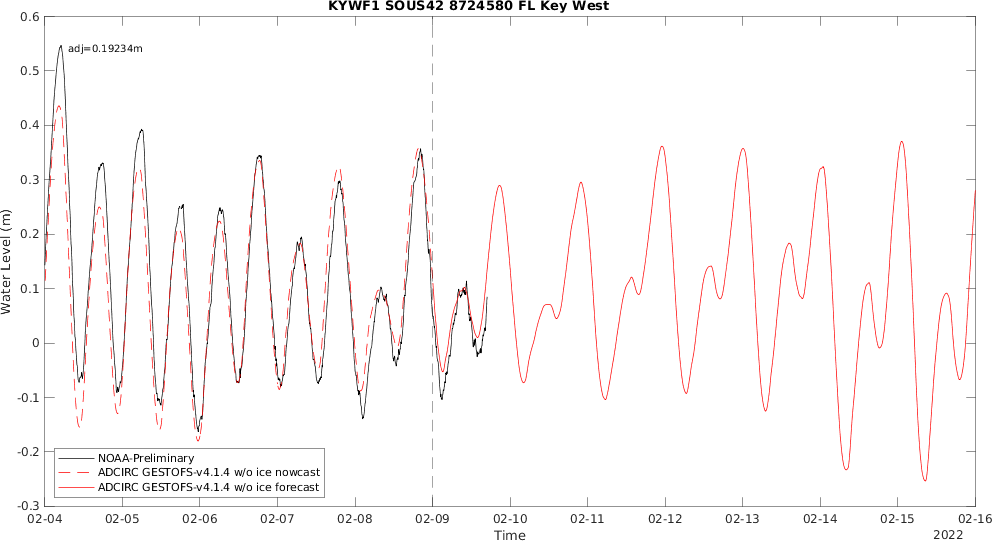 KYWF1 SOUS42 8724580 FL Key West
0.6
0.5
0.4
0.3
0.2
0.1
0
-0.1
-0.2
-0.3
Water Level (m)
adj=0.19234m
NOAA-Preliminary
ADCIRC GESTOFS-v4.1.4 w/o ice nowcast
ADCIRC GESTOFS-v4.1.4 w/o ice forecast
02-04 02-05 02-06 02-07 02-08 02-09 02-10 02-11 02-12 02-13 02-14 02-15 02-16
Time
2022